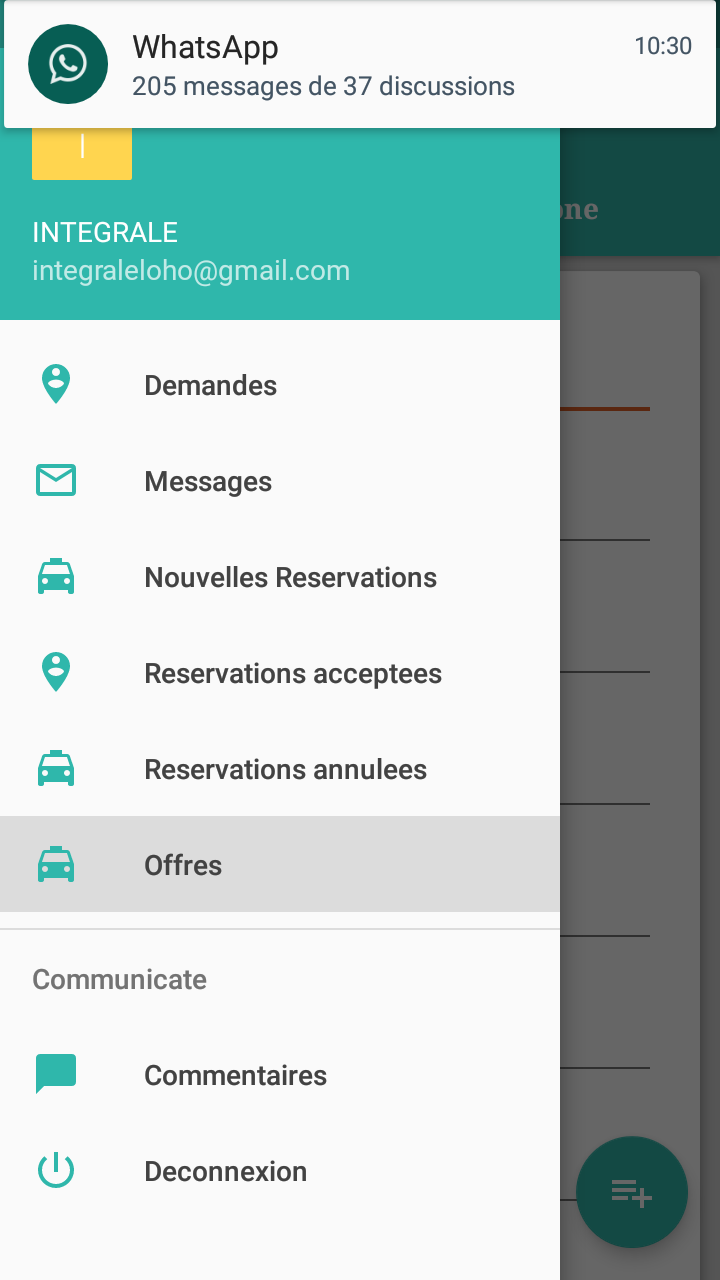 WhatsApp
10:30
205 messages de 37 discussions
I
INTEGRALE
integraleloho@gmail.com
Demandes
Messages
Nouvelles Reservations
Reservations acceptees
Reservations annulees
Offres
Communicate
Commentaires
Deconnexion